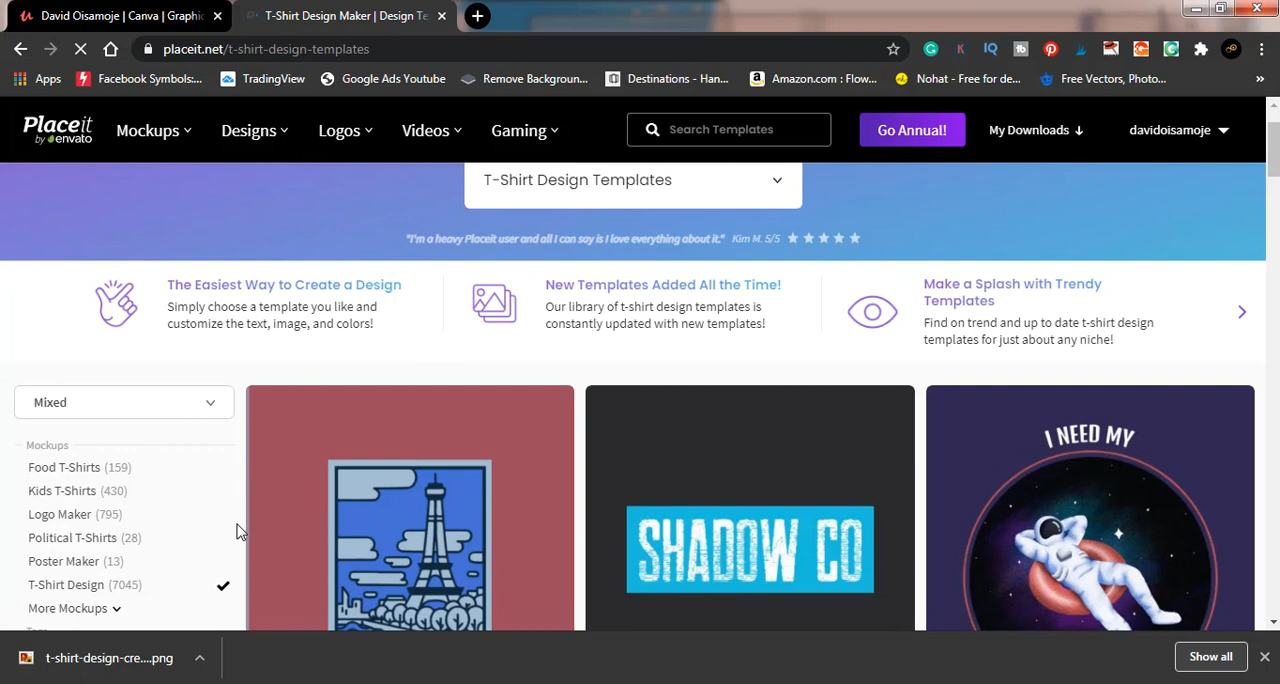 David Oisamoje | Canva | Graphic
T-Shirt Design Maker | Design Te
placeit.net/t-shirt-design-templates
Apps
Facebook Symbols:...
TradingView
Google Ads Youtube
Remove Backgroun...
Destinations - Han...
Amazon.com : Flow...
Nohat - Free for de...
Free Vectors, Photo...
Placeit
by envato
Mockups
Designs
Logos
Videos
Gaming
Search Templates
Go Annual!
My Downloads
davidoisamoje
T-Shirt Design Templates
"I'm a heavy Placeit user and all I can say is I love everything about it." Kim M. 5/5
The Easiest Way to Create a Design
Simply choose a template you like and
customize the text, image, and colors!
New Templates Added All the Time!
Our library of t-shirt design templates is
constantly updated with new templates!
Make a Splash with Trendy
Templates
Find on trend and up to date t-shirt design
templates for just about any niche!
Mixed
Mockups
Food T-Shirts (159)
Kids T-Shirts (430)
Logo Maker (795)
Political T-Shirts (28)
Poster Maker (13)
T-Shirt Design (7045)
More Mockups
SHADOW CO
I NEED MY
t-shirt-design-cre....png
Show all